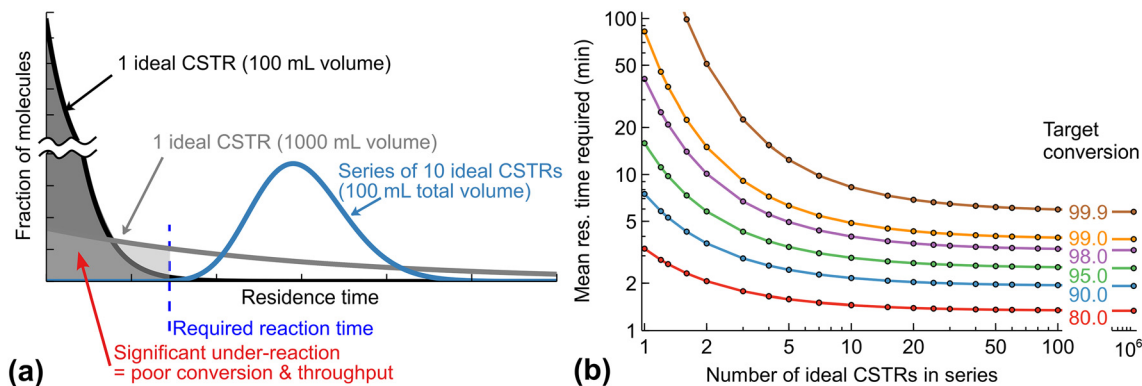 Fraction of molecules
1 ideal CSTR (100 mL volume)
1 ideal CSTR (1000 mL volume)
Series of 10 ideal CSTRs
(100 mL total volume)
Residence time
Required reaction time
Significant under-reaction
= poor conversion & throughput
(a)
Mean res. time required (min)
100
50
20
10
5
2
1
Target
conversion
99.9
99.0
98.0
95.0
90.0
80.0
1 2 5 10 20 50 100 10⁶
Number of ideal CSTRs in series
(b)